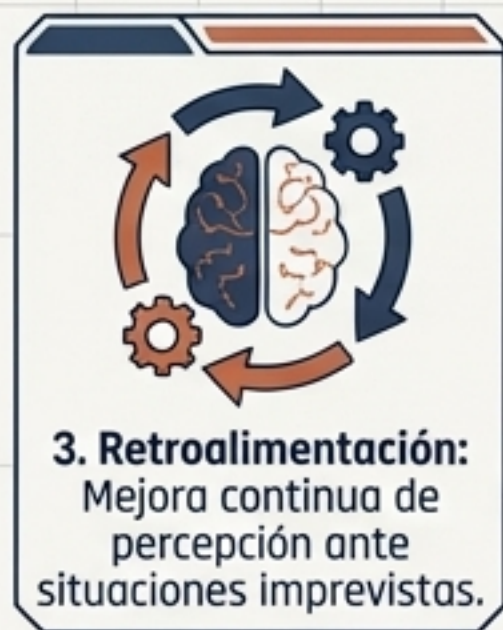 3. Retroalimentación:
Mejora continua de
percepción ante
situaciones imprevistas.